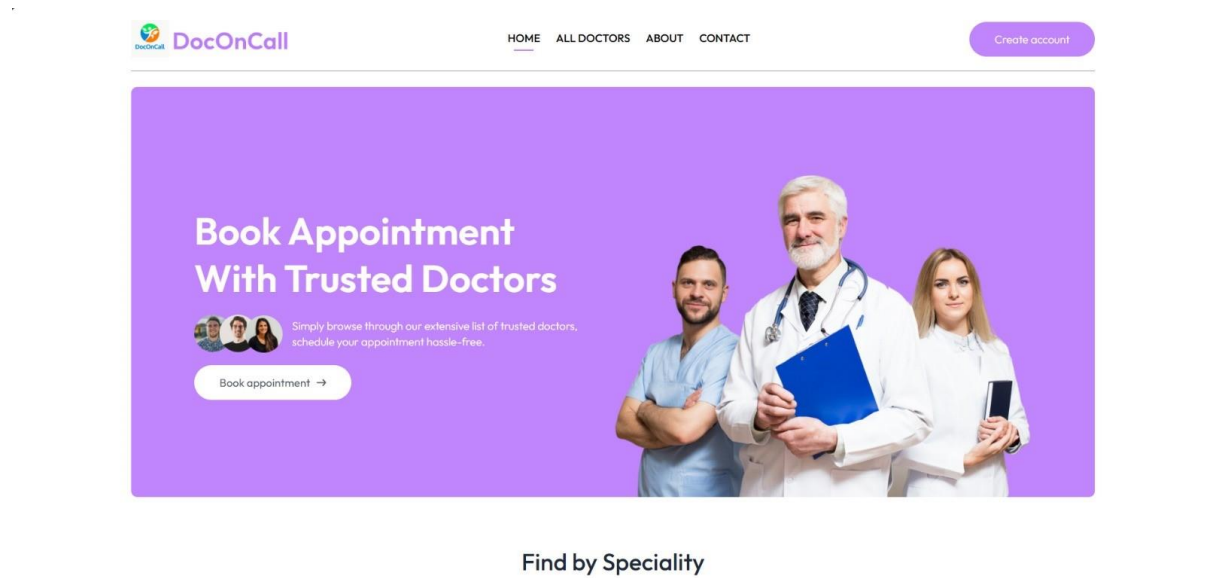 DocOnCall
DocOnCall
HOME ALL DOCTORS ABOUT CONTACT
Create account
Book Appointment
With Trusted Doctors
Simply browse through our extensive list of trusted doctors,
schedule your appointment hassle-free.
Book appointment →
Find by Speciality